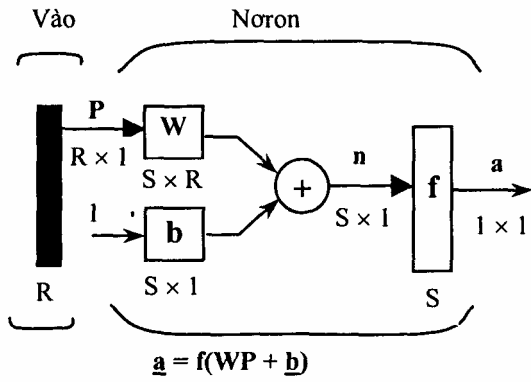 Vào Nơron
P W n f a
R × 1 S × R + S × 1 1 × 1
1 b
R S × 1 S
a = f(WP + b)